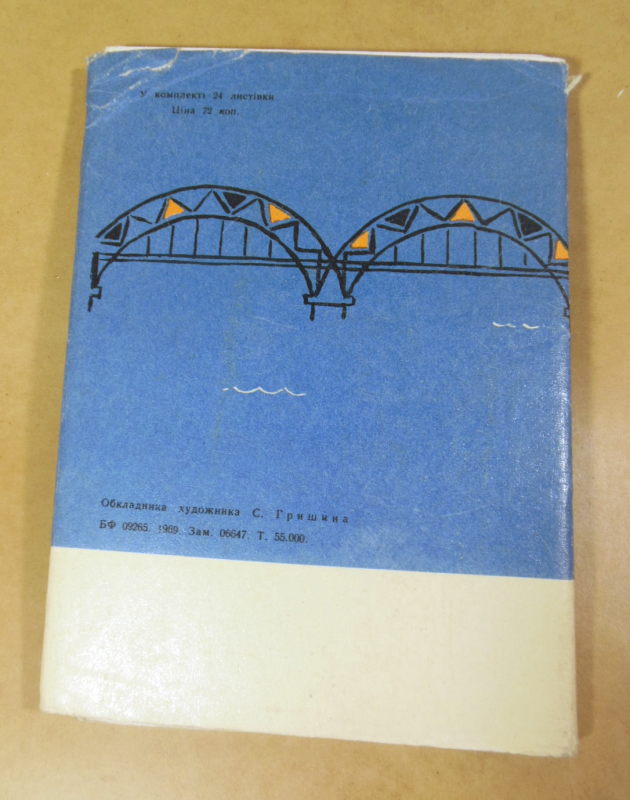 У комплекті 24 листівки
Ціна 72 коп.
Обкладинка художника С. Гришина
БФ 09265. 1969. Зам. 06647. Т. 55.000.